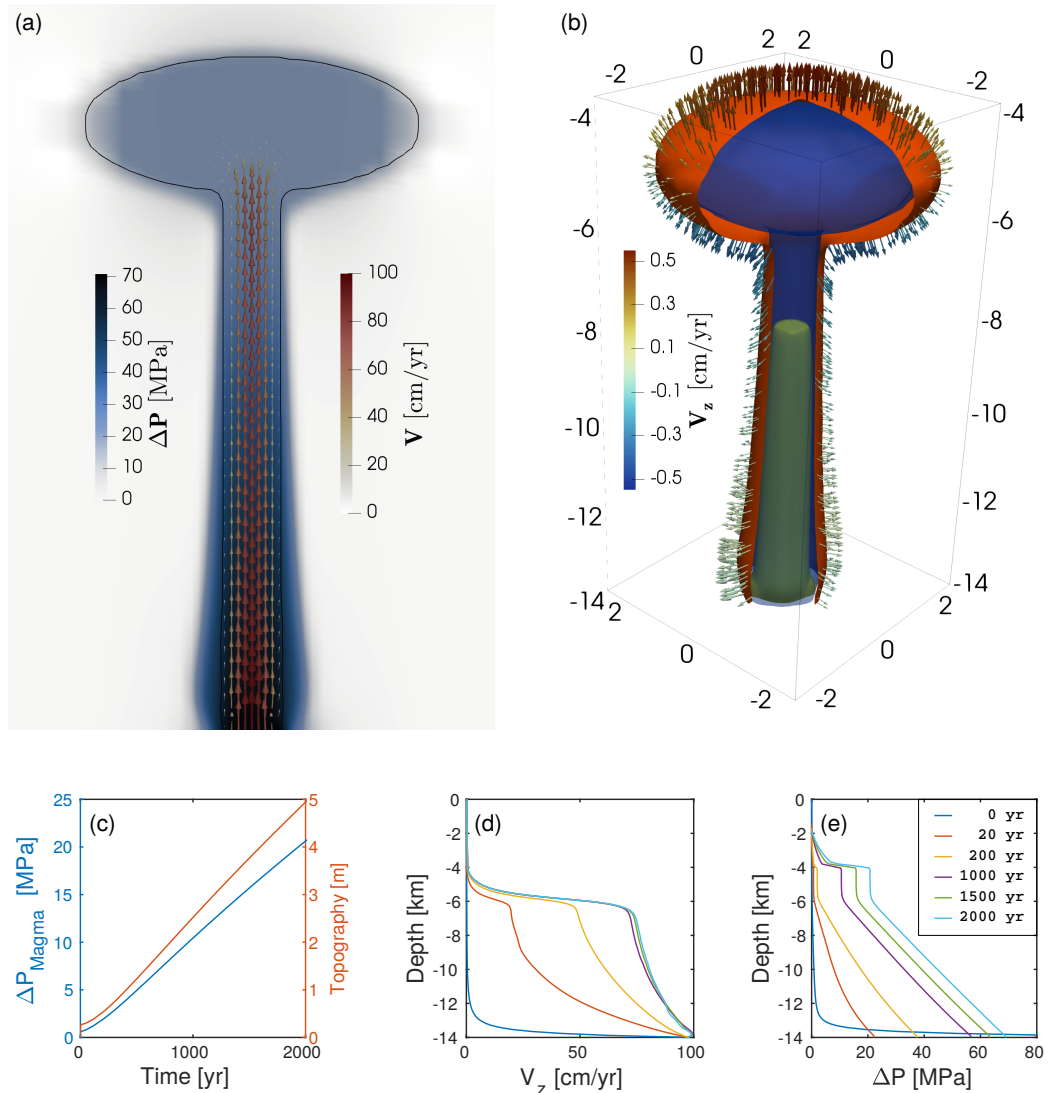 (a)
70
60
50
40
30
20
10
0
ΔP [MPa]
100
80
60
40
20
0
V [cm/yr]
(b)
2 2
0 0
-2 -2
-4 -4
-6 -6
-8 -8
-10 -10
-12 -12
-14 -14
2 2
0 0
-2 -2
0.5
0.3
0.1
-0.1
-0.3
-0.5
V_z [cm/yr]
(c)
25
20
15
10
5
0
ΔP_Magma [MPa]
5
4
3
2
1
0
Topography [m]
0 1000 2000
Time [yr]
(d)
0
-2
-4
-6
-8
-10
-12
-14
Depth [km]
0 50 100
V_z [cm/yr]
(e)
0
-2
-4
-6
-8
-10
-12
-14
Depth [km]
0 20 40 60 80
ΔP [MPa]
0 yr
20 yr
200 yr
1000 yr
1500 yr
2000 yr